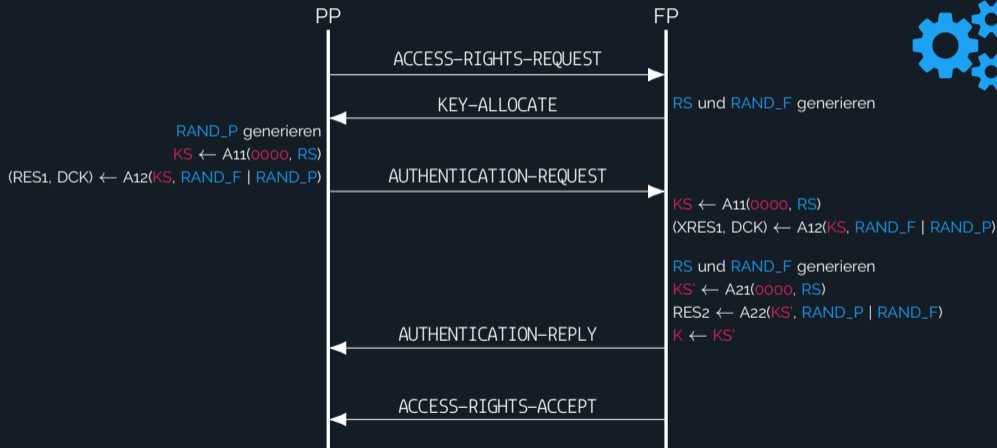 PP FP
ACCESS-RIGHTS-REQUEST
KEY-ALLOCATE
RS und RAND_F generieren
RAND_P generieren
KS ← A11(0000, RS)
(RES1, DCK) ← A12(KS, RAND_F | RAND_P)
AUTHENTICATION-REQUEST
KS ← A11(0000, RS)
(XRES1, DCK) ← A12(KS, RAND_F | RAND_P)
RS und RAND_F generieren
KS' ← A21(0000, RS)
RES2 ← A22(KS', RAND_P | RAND_F)
AUTHENTICATION-REPLY
K ← KS'
ACCESS-RIGHTS-ACCEPT